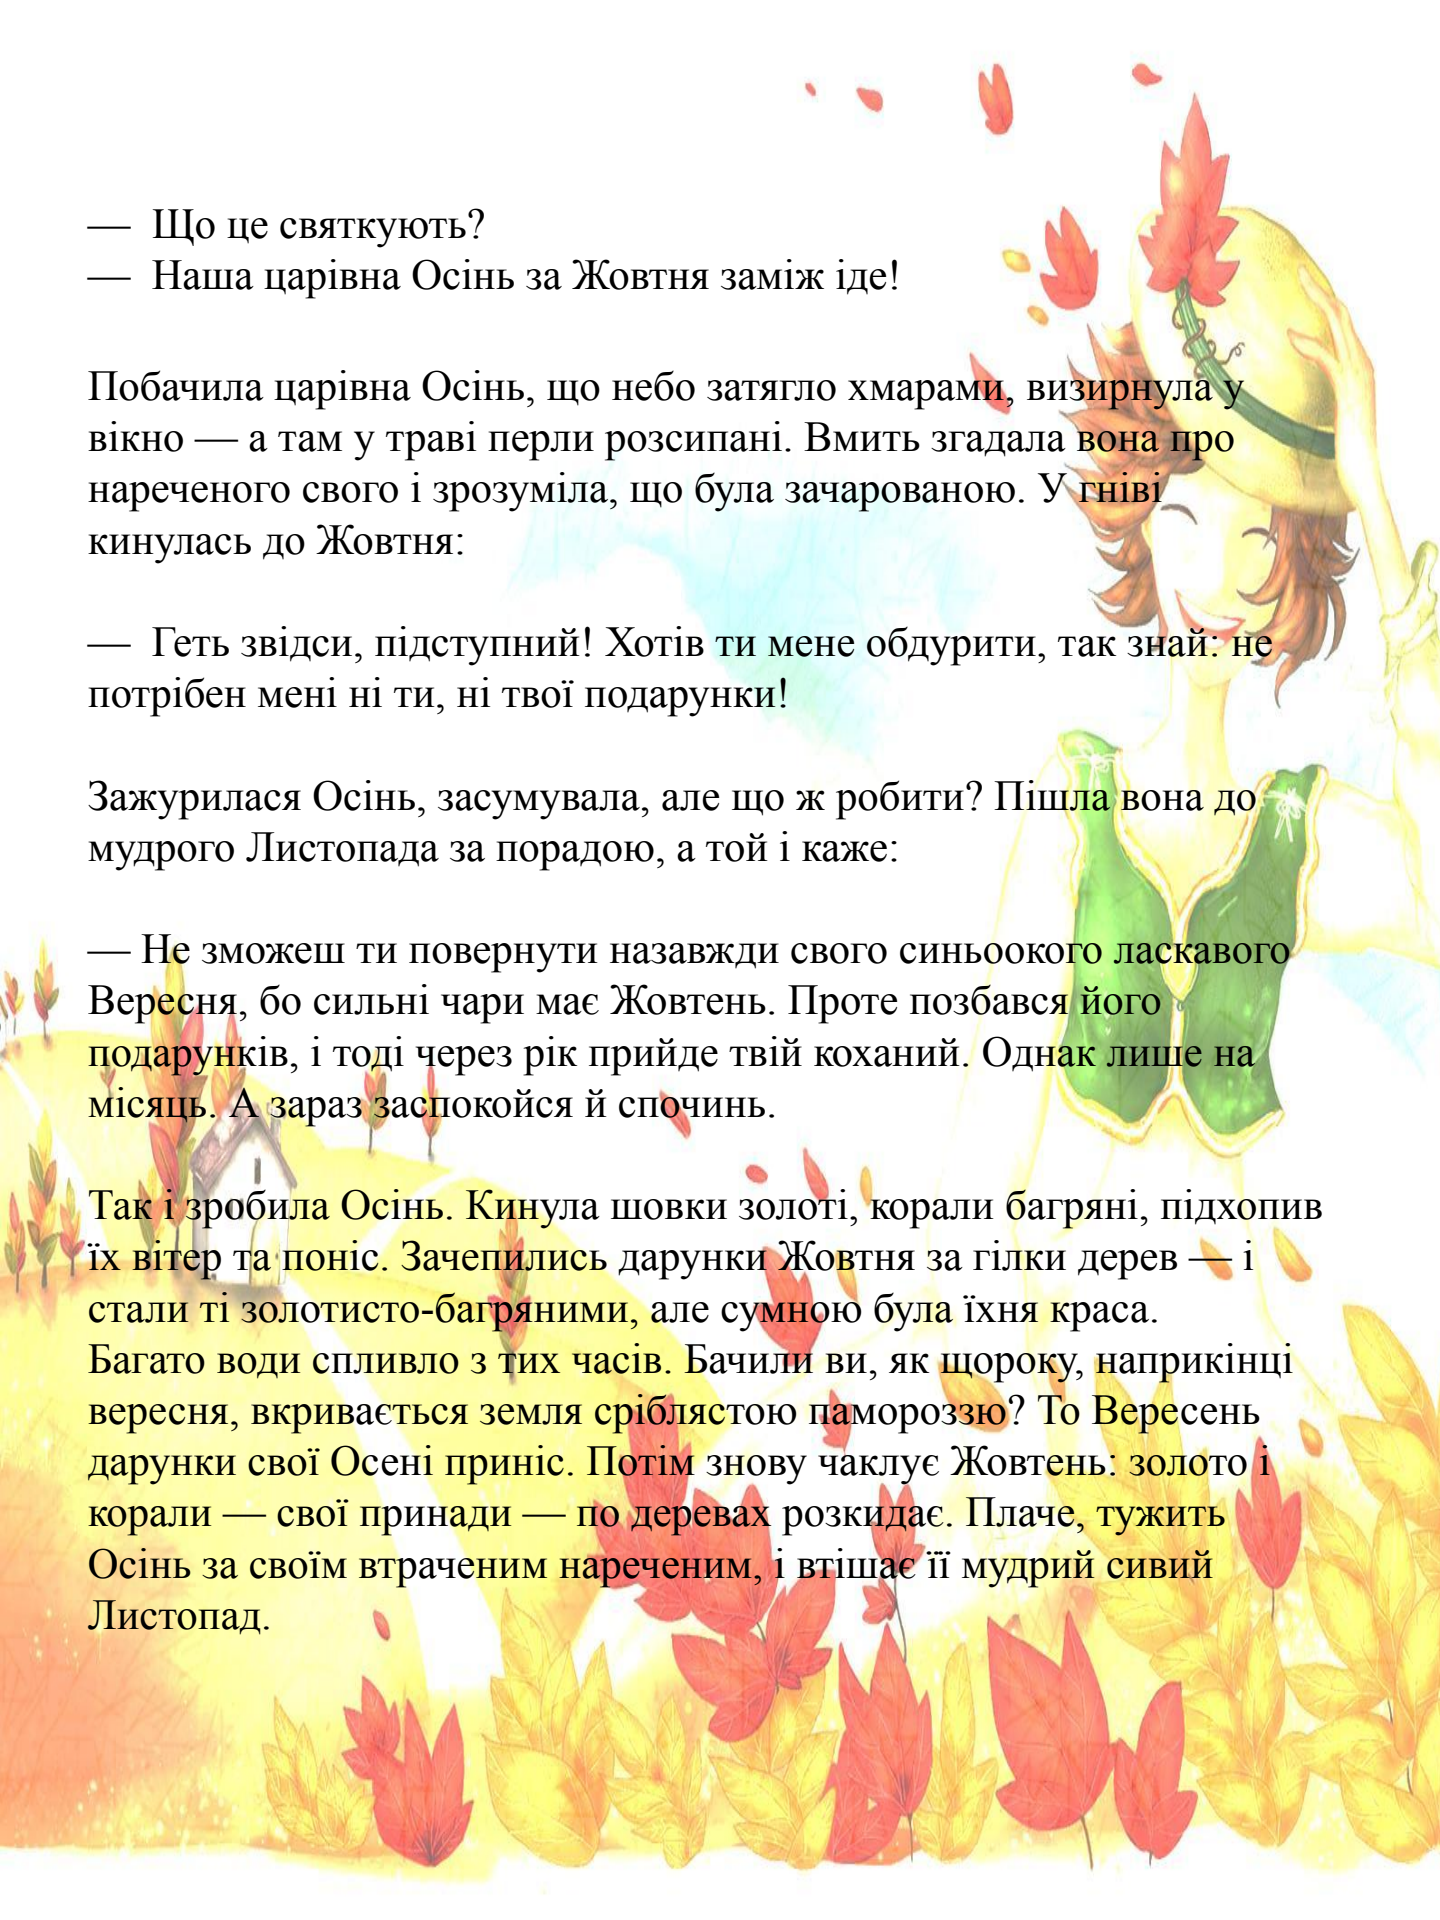 — Що це святкують?
— Наша царівна Осінь за Жовтня заміж іде!
Побачила царівна Осінь, що небо затягло хмарами, визирнула у
вікно — а там у траві перли розсипані. Вмить згадала вона про
нареченого свого і зрозуміла, що була зачарованою. У гніві
кинулась до Жовтня:
— Геть звідси, підступний! Хотів ти мене обдурити, так знай: не
потрібен мені ні ти, ні твої подарунки!
Зажурилася Осінь, засумувала, але що ж робити? Пішла вона до
мудрого Листопада за порадою, а той і каже:
— Не зможеш ти повернути назавжди свого синьоокого ласкавого
Вересня, бо сильні чари має Жовтень. Проте позбався його
подарунків, і тоді через рік прийде твій коханий. Однак лише на
місяць. А зараз заспокойся й спочинь.
Так і зробила Осінь. Кинула шовки золоті, корали багряні, підхопив
їх вітер та поніс. Зачепились дарунки Жовтня за гілки дерев — і
стали ті золотисто-багряними, але сумною була їхня краса.
Багато води спливло з тих часів. Бачили ви, як щороку, наприкінці
вересня, вкривається земля сріблястою памороззю? То Вересень
дарунки свої Осені приніс. Потім знову чаклує Жовтень: золото і
корали — свої принади — по деревах розкидає. Плаче, тужить
Осінь за своїм втраченим нареченим, і втішає її мудрий сивий
Листопад.